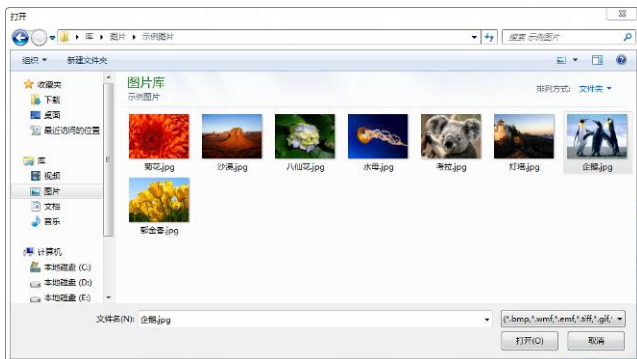 打开
库 图片 示例图片
搜索 示例图片
组织 新建文件夹
收藏夹
下载
桌面
最近访问的位置
库
视频
图片
文档
音乐
计算机
本地磁盘 (C:)
本地磁盘 (D:)
本地磁盘 (E:)
图片库
示例图片
排列方式: 文件夹
菊花.jpg
沙漠.jpg
八仙花.jpg
水母.jpg
考拉.jpg
灯塔.jpg
企鹅.jpg
郁金香.jpg
文件名(N): 企鹅.jpg
(*.bmp,*.wmf,*.emf,*.tiff,*.gif,
打开(O) 取消